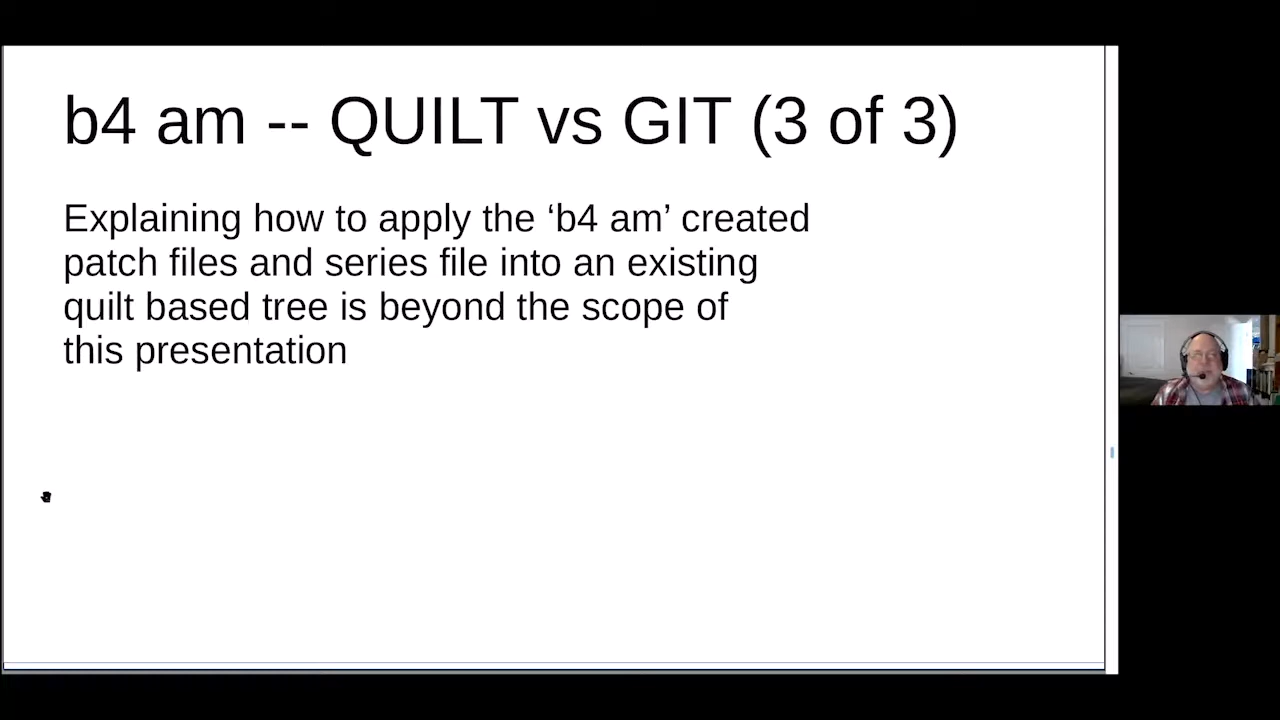 b4 am -- QUILT vs GIT (3 of 3)
Explaining how to apply the ‘b4 am’ created
patch files and series file into an existing
quilt based tree is beyond the scope of
this presentation